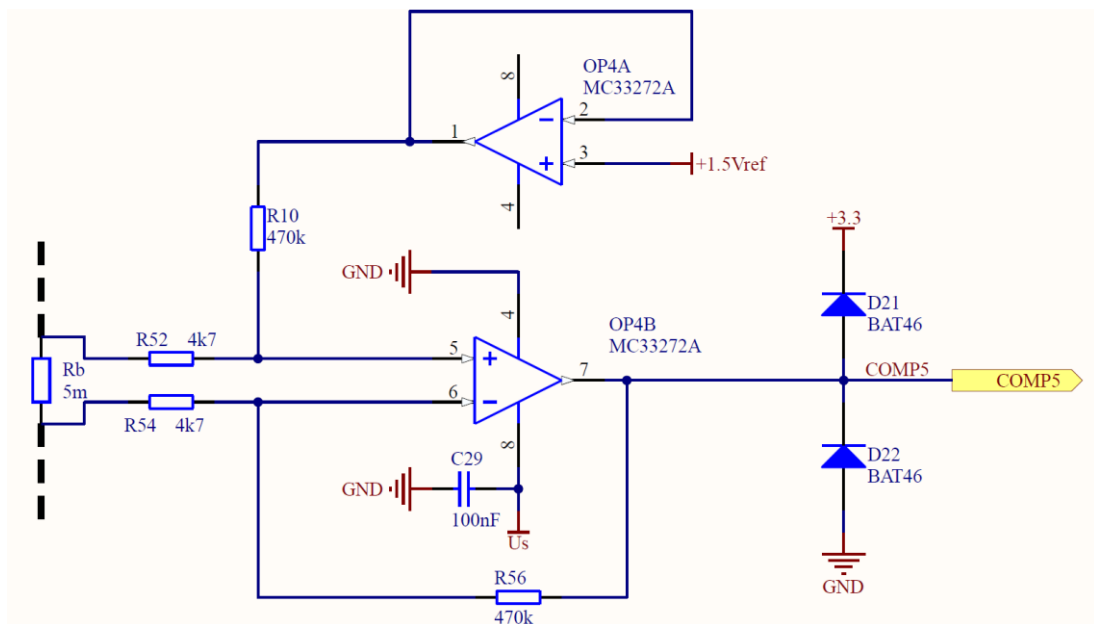 OP4A
MC33272A
8
2
1
3
+1.5Vref
4
R10
470k
+3.3
GND
4
D21
BAT46
OP4B
MC33272A
R52 4k7
5
7
COMP5
COMP5
Rb
5m
6
R54 4k7
8
C29
D22
BAT46
GND
100nF
Us
R56
470k
GND